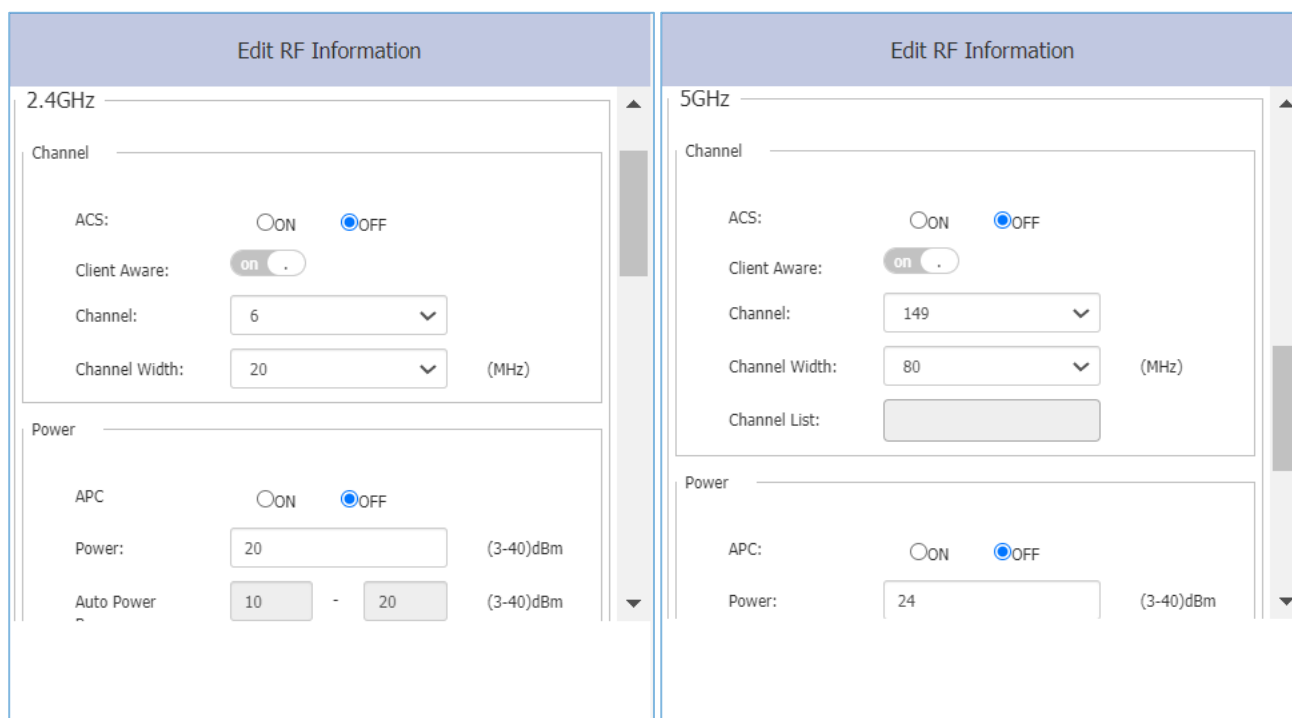 Edit RF Information
2.4GHz
Channel
ACS: ON OFF
Client Aware: on .
Channel: 6
Channel Width: 20 (MHz)
Power
APC ON OFF
Power: 20 (3-40)dBm
Auto Power 10 - 20 (3-40)dBm
Edit RF Information
5GHz
Channel
ACS: ON OFF
Client Aware: on .
Channel: 149
Channel Width: 80 (MHz)
Channel List:
Power
APC: ON OFF
Power: 24 (3-40)dBm